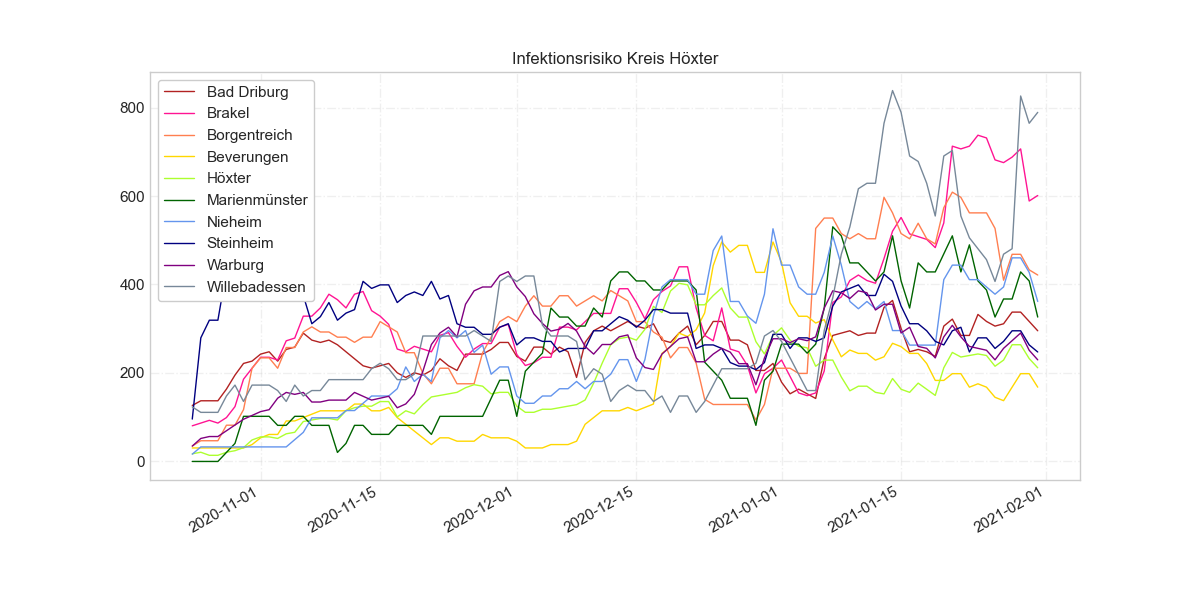 Infektionsrisiko Kreis Höxter
Bad Driburg
Brakel
Borgentreich
Beverungen
Höxter
Marienmünster
Nieheim
Steinheim
Warburg
Willebadessen
800
600
400
200
0
2020-11-01
2020-11-15
2020-12-01
2020-12-15
2021-01-01
2021-01-15
2021-02-01